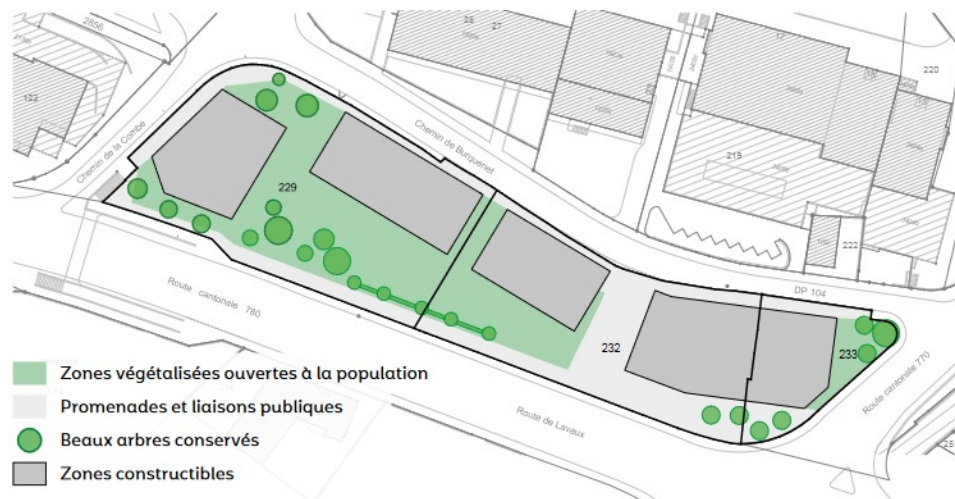 2856
25
27
17
220
122
Chemin de la Combe
Chemin de Burquenet
219
229
222
DP 104
Route cantonale 780
232
233
Route cantonale 770
Route de Lavaux
Zones végétalisées ouvertes à la population
Promenades et liaisons publiques
Beaux arbres conservés
Zones constructibles